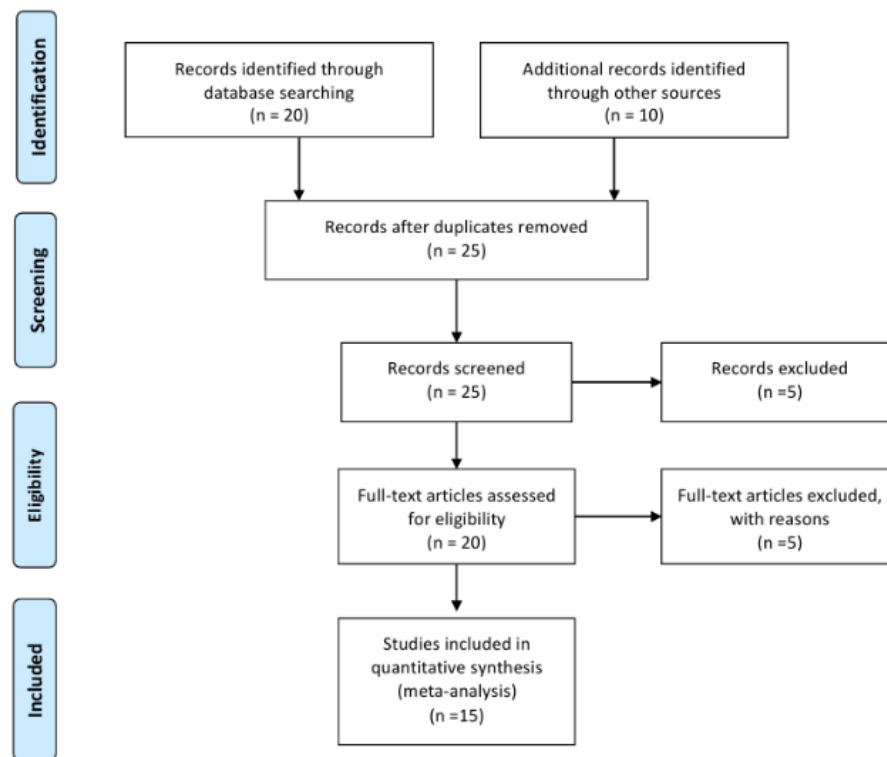 Identification
Records identified through
database searching
(n = 20)
Additional records identified
through other sources
(n = 10)
Screening
Records after duplicates removed
(n = 25)
Records screened
(n = 25)
Records excluded
(n =5)
Eligibility
Full-text articles assessed
for eligibility
(n = 20)
Full-text articles excluded,
with reasons
(n =5)
Included
Studies included in
quantitative synthesis
(meta-analysis)
(n =15)